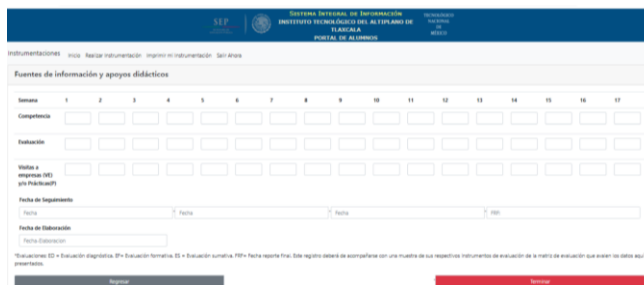 SEP
SISTEMA INTEGRAL DE INFORMACIÓN
INSTITUTO TECNOLÓGICO DEL ALTIPLANO DE
TLAXCALA
PORTAL DE ALUMNOS
TECNOLÓGICO
NACIONAL
DE
MÉXICO
Instrumentaciones Inicio Realizar Instrumentación Imprimir mi Instrumentación Salir Ahora
Fuentes de información y apoyos didácticos
Semana 1 2 3 4 5 6 7 8 9 10 11 12 13 14 15 16 17
Competencia
Evaluación
Visitas a
empresas (VE)
y/o Prácticas(P)
Fecha de Seguimiento
Fecha Fecha Fecha FRFI
Fecha de Elaboración
Fecha Elaboracion
*Evaluaciones: ED = Evaluación diagnóstica. EF= Evaluación formativa. ES = Evaluación sumativa. FRF= Fecha reporte final. Este registro deberá de acompañarse con una muestra de sus respectivos instrumentos de evaluación de la matriz de evaluación que avalen los datos aquí
presentados.
Regresar Terminar